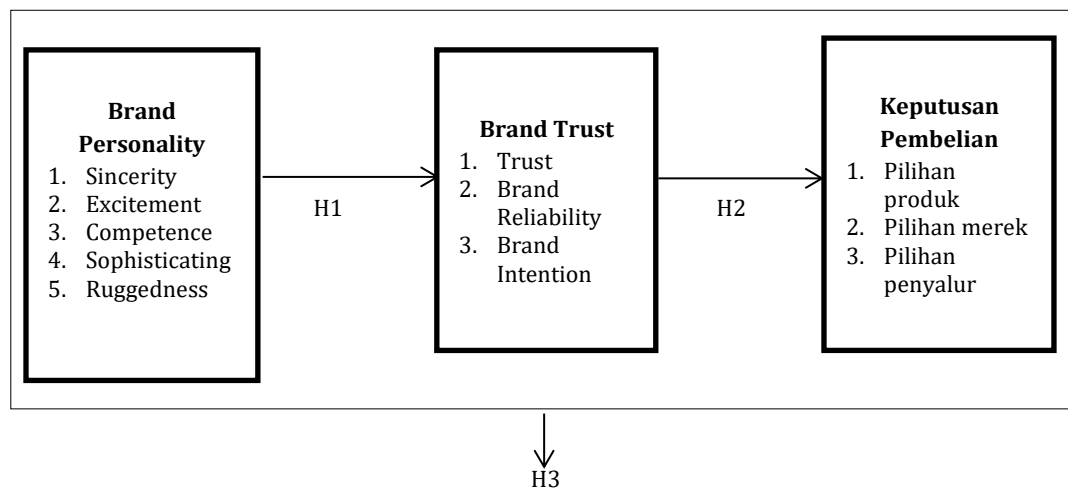 Brand
Personality
1. Sincerity
2. Excitement
3. Competence
4. Sophisticating
5. Ruggedness
H1
Brand Trust
1. Trust
2. Brand
Reliability
3. Brand
Intention
H2
Keputusan
Pembelian
1. Pilihan
produk
2. Pilihan merek
3. Pilihan
penyalur
H3